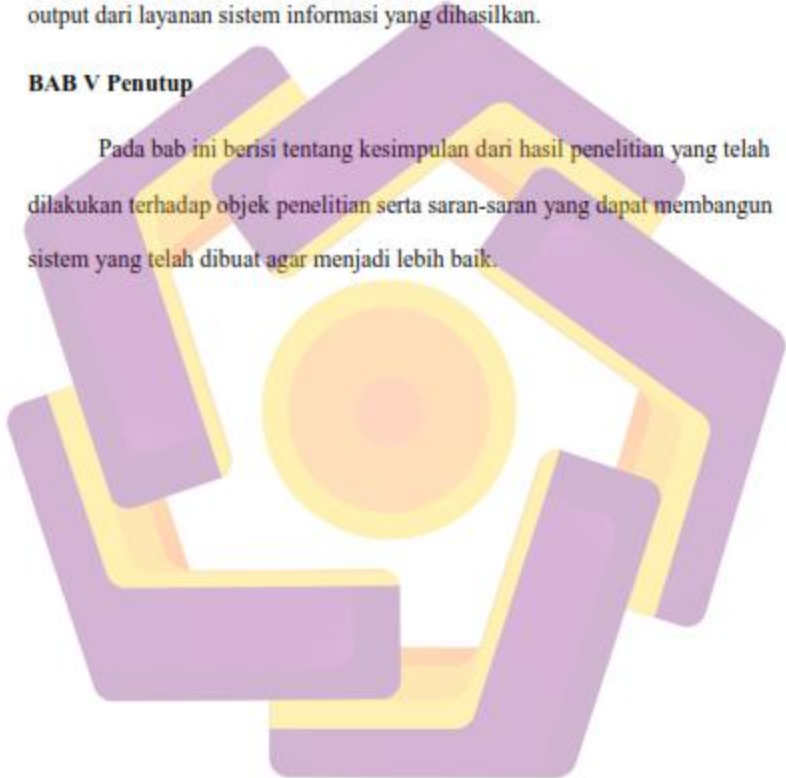 output dari layanan sistem informasi yang dihasilkan.
BAB V Penutup
Pada bab ini berisi tentang kesimpulan dari hasil penelitian yang telah
dilakukan terhadap objek penelitian serta saran-saran yang dapat membangun
sistem yang telah dibuat agar menjadi lebih baik.